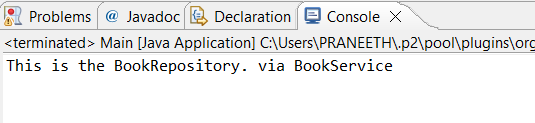 Problems @ Javadoc Declaration Console
<terminated> Main [Java Application] C:\Users\PRANEETH\.p2\pool\plugins\org
This is the BookRepository. via BookService